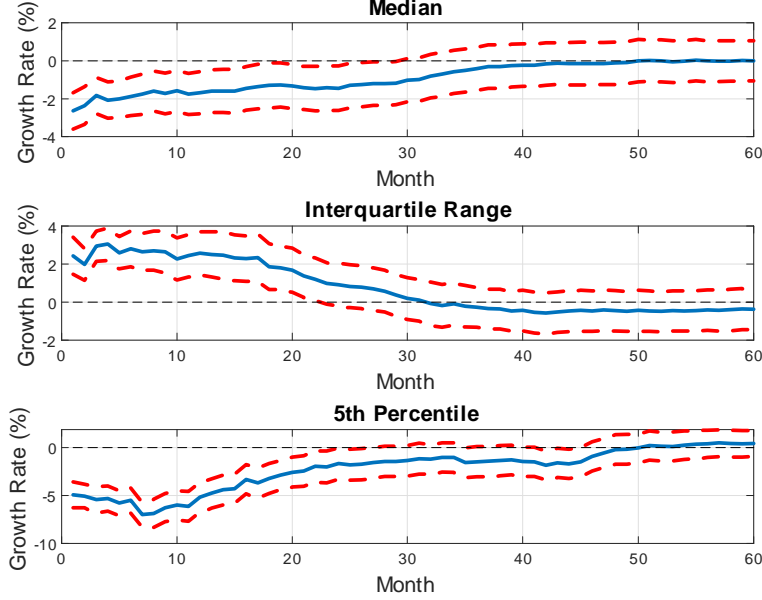 Median
Growth Rate (%)
2
0
-2
-4
0 10 20 30 40 50 60
Month
Interquartile Range
Growth Rate (%)
4
2
0
-2
0 10 20 30 40 50 60
Month
5th Percentile
Growth Rate (%)
0
-5
-10
0 10 20 30 40 50 60
Month